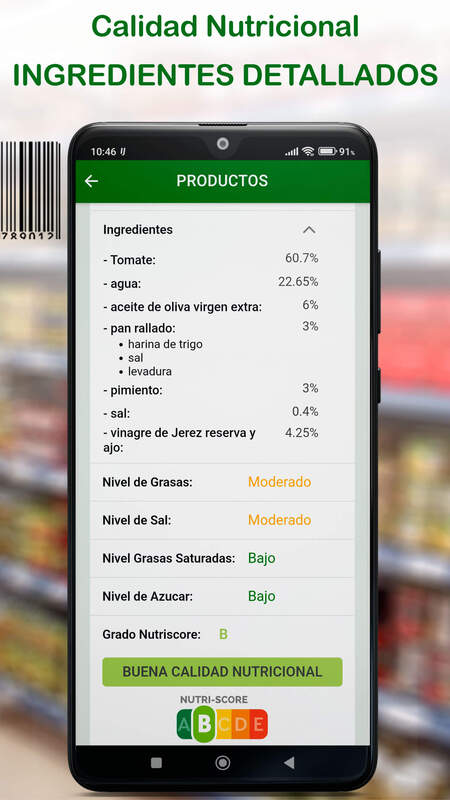 Calidad Nutricional
INGREDIENTES DETALLADOS
789012
10:46
91%
PRODUCTOS
Ingredientes
- Tomate: 60.7%
- agua: 22.65%
- aceite de oliva virgen extra: 6%
- pan rallado: 3%
• harina de trigo
• sal
• levadura
- pimiento: 3%
- sal: 0.4%
- vinagre de Jerez reserva y 4.25%
ajo:
Nivel de Grasas: Moderado
Nivel de Sal: Moderado
Nivel Grasas Saturadas: Bajo
Nivel de Azucar: Bajo
Grado Nutriscore: B
BUENA CALIDAD NUTRICIONAL
NUTRI-SCORE
A B C D E